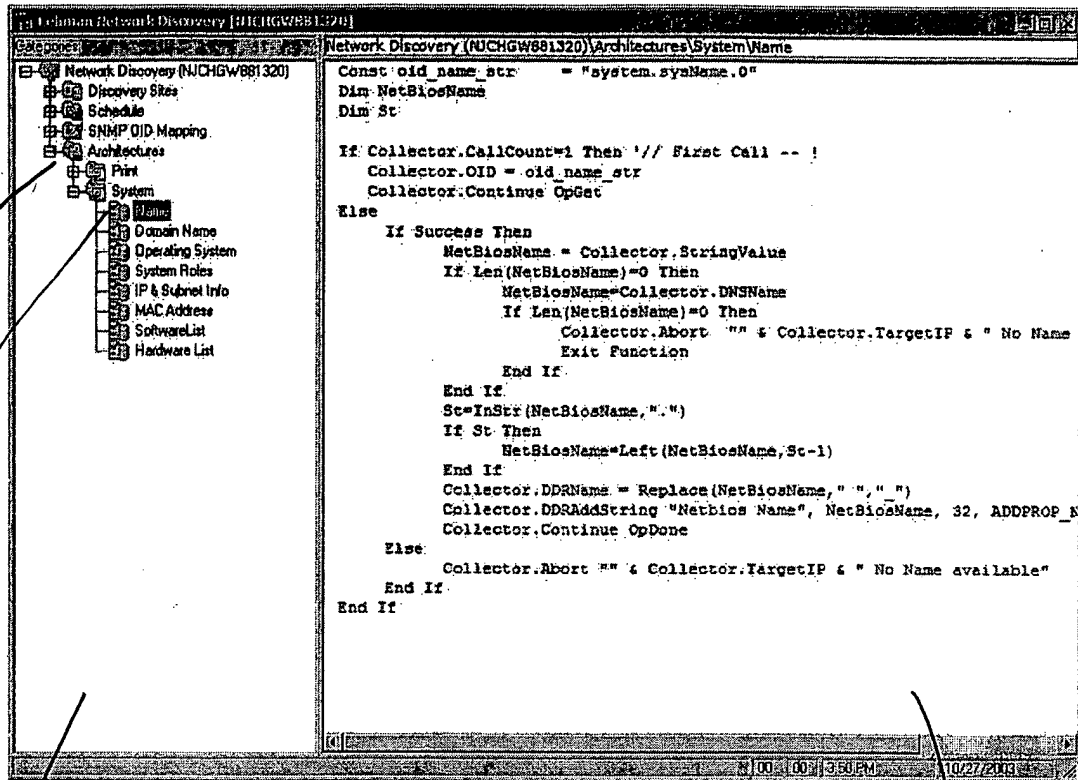 Lehman Network Discovery [NJCHGW881320]
Categories
Network Discovery (NJCHGW881320)\Architectures\System\Name
Network Discovery (NJCHGW881320)
Discovery Sites
Schedule
SNMP OID Mapping
Architectures
Print
System
Name
Domain Name
Operating System
System Roles
IP & Subnet Info
MAC Address
SoftwareList
Hardware List
Const oid_name_str = "system.sysName.0"
Dim NetBiosName
Dim St
If Collector.CallCount=1 Then '// First Call -- !
Collector.OID = oid_name_str
Collector.Continue OpGet
Else
If Success Then
NetBiosName = Collector.StringValue
If Len(NetBiosName)=0 Then
NetBiosName=Collector.DNSName
If Len(NetBiosName)=0 Then
Collector.Abort "" & Collector.TargetIP & " No Name
Exit Function
End If
End If
St=InStr(NetBiosName,".")
If St Then
NetBiosName=Left(NetBiosName,St-1)
End If
Collector.DDRName = Replace(NetBiosName," ","_")
Collector.DDRAddString "Netbios Name", NetBiosName, 32, ADDPROP_N
Collector.Continue OpDone
Else
Collector.Abort "" & Collector.TargetIP & " No Name available"
End If
End If
00 00 3:50 PM 10/27/2003